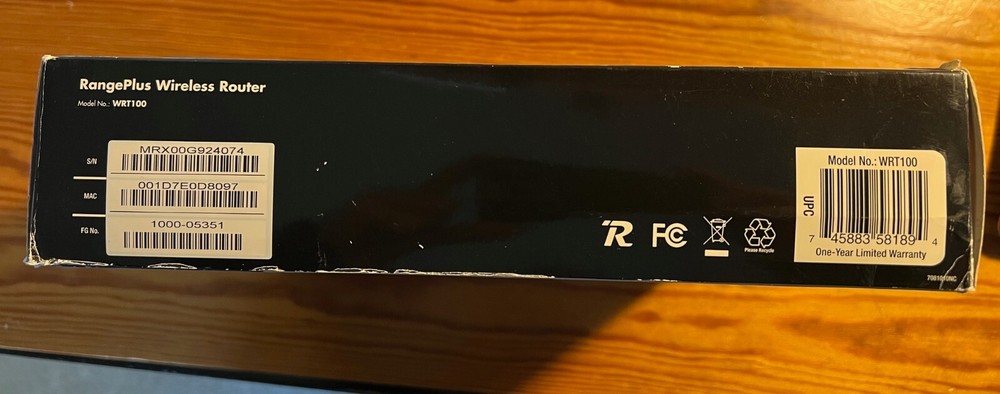 RangePlus Wireless Router
Model No.: WRT100
S/N
MRX00G924074
MAC
001D7E0D8097
FG No.
1000-05351
R
FC
Please Recycle
Model No.: WRT100
UPC
7 45883 58189 4
One-Year Limited Warranty